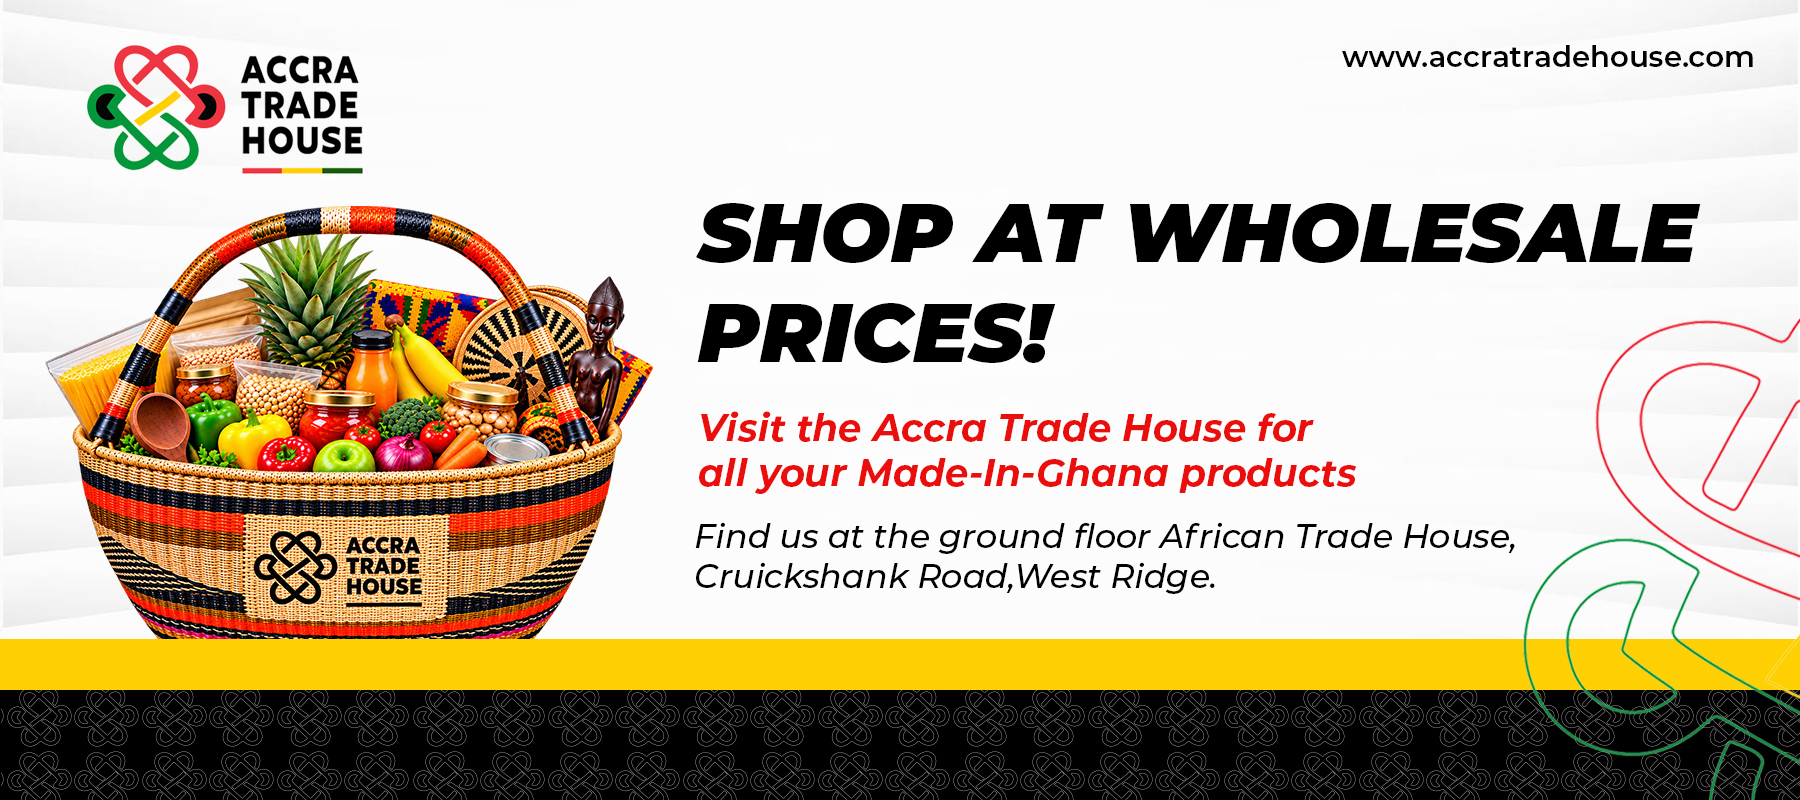 ACCRA
TRADE
HOUSE
www.accratradehouse.com
SHOP AT WHOLESALE
PRICES!
Visit the Accra Trade House for
all your Made-In-Ghana products
Find us at the ground floor African Trade House,
Cruickshank Road,West Ridge.
ACCRA
TRADE
HOUSE